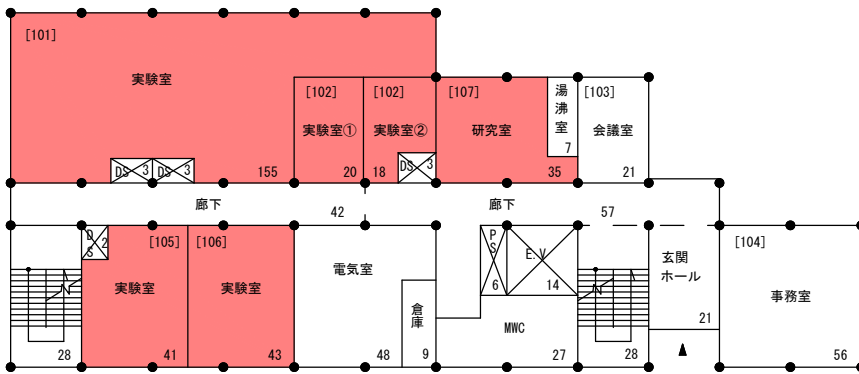 [101]
実験室
155
[102]
実験室①
20
[102]
実験室②
18
[107]
研究室
35
湯沸室
7
[103]
会議室
21
DS 3
DS 3
DS 3
廊下
42
廊下
57
DS
2
[105]
実験室
41
[106]
実験室
43
電気室
48
倉庫
9
PS
6
E.V
14
MWC
27
28
28
玄関
ホール
21
[104]
事務室
56
N
N